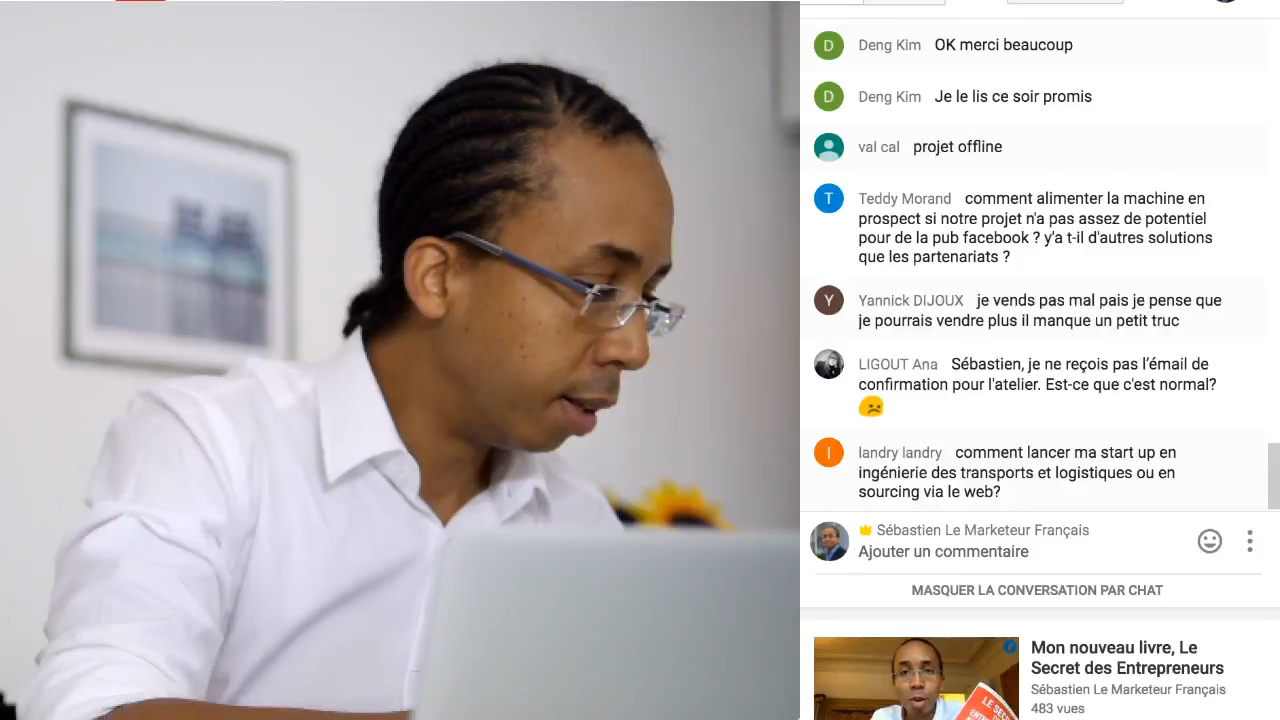 Deng Kim OK merci beaucoup
Deng Kim Je le lis ce soir promis
val cal projet offline
Teddy Morand comment alimenter la machine en
prospect si notre projet n'a pas assez de potentiel
pour de la pub facebook ? y'a t-il d'autres solutions
que les partenariats ?
Yannick DIJOUX je vends pas mal pais je pense que
je pourrais vendre plus il manque un petit truc
LIGOUT Ana Sébastien, je ne reçois pas l'émail de
confirmation pour l'atelier. Est-ce que c'est normal?
landry landry comment lancer ma start up en
ingénierie des transports et logistiques ou en
sourcing via le web?
Sébastien Le Marketeur Français
Ajouter un commentaire
MASQUER LA CONVERSATION PAR CHAT
Mon nouveau livre, Le
Secret des Entrepreneurs
Sébastien Le Marketeur Français
483 vues
LE SECRET